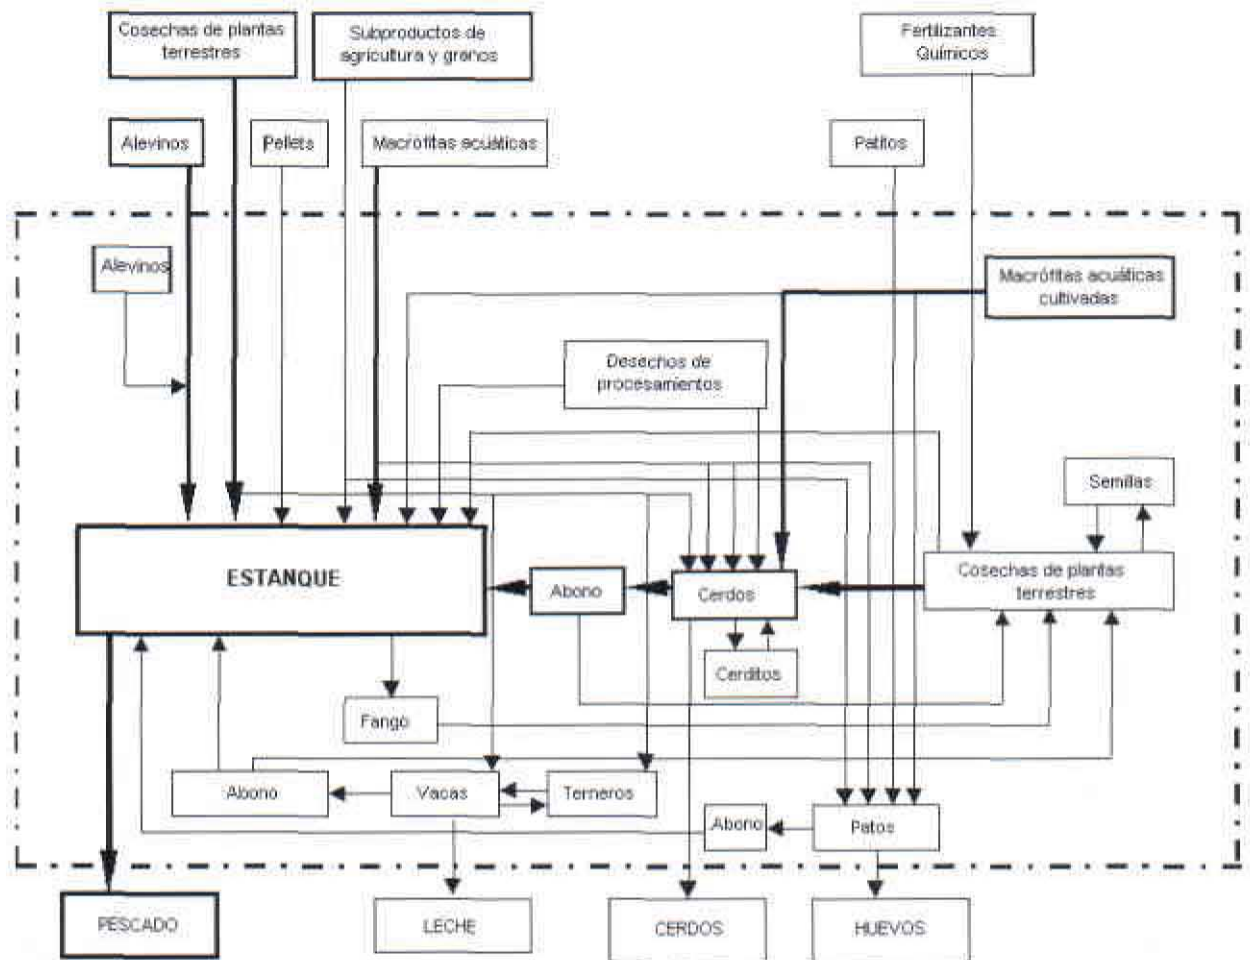 Cosechas de plantas
terrestres
Subproductos de
agricultura y granos
Fertilizantes
Químicos
Alevinos
Pellets
Macrófitas acuáticas
Patitos
Alevinos
Macrófitas acuáticas
cultivadas
Desechos de
procesamientos
Semillas
ESTANQUE
Abono
Cerdos
Cosechas de plantas
terrestres
Cerditos
Fango
Abono
Vacas
Terneros
Abono
Patos
PESCADO
LECHE
CERDOS
HUEVOS